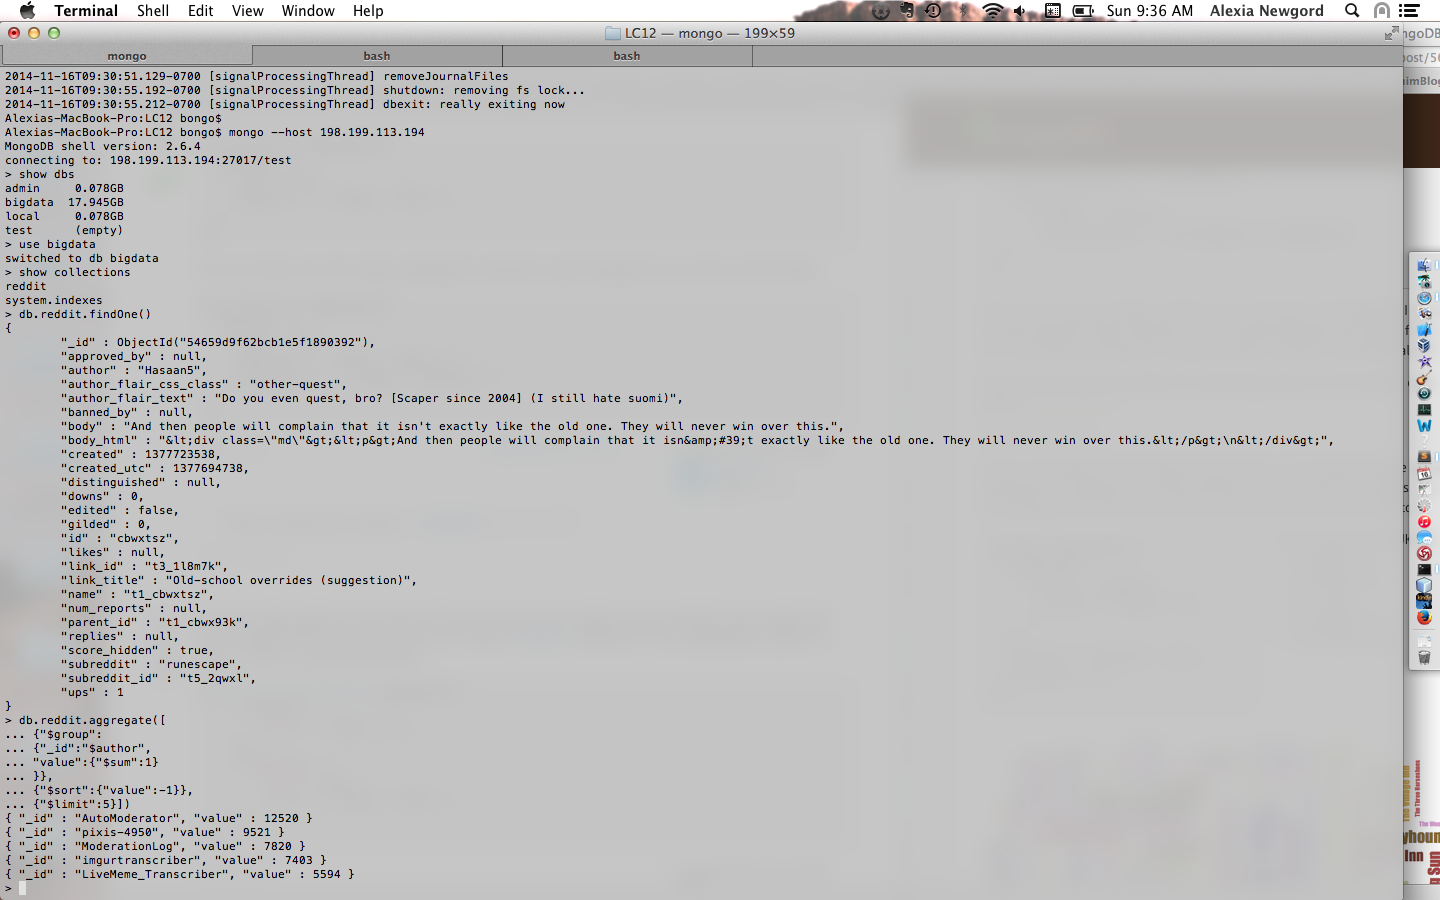 Terminal Shell Edit View Window Help Sun 9:36 AM Alexia Newgord
LC12 — mongo — 199×59
mongo bash bash
2014-11-16T09:30:51.129-0700 [signalProcessingThread] removeJournalFiles
2014-11-16T09:30:55.192-0700 [signalProcessingThread] shutdown: removing fs lock...
2014-11-16T09:30:55.212-0700 [signalProcessingThread] dbexit: really exiting now
Alexias-MacBook-Pro:LC12 bongo$
Alexias-MacBook-Pro:LC12 bongo$ mongo --host 198.199.113.194
MongoDB shell version: 2.6.4
connecting to: 198.199.113.194:27017/test
> show dbs
admin 0.078GB
bigdata 17.945GB
local 0.078GB
test (empty)
> use bigdata
switched to db bigdata
> show collections
reddit
system.indexes
> db.reddit.findOne()
{
"_id" : ObjectId("54659d9f62bcb1e5f1890392"),
"approved_by" : null,
"author" : "Hasaan5",
"author_flair_css_class" : "other-quest",
"author_flair_text" : "Do you even quest, bro? [Scaper since 2004] (I still hate suomi)",
"banned_by" : null,
"body" : "And then people will complain that it isn't exactly like the old one. They will never win over this.",
"body_html" : "&lt;div class=\"md\"&gt;&lt;p&gt;And then people will complain that it isn&amp;#39;t exactly like the old one. They will never win over this.&lt;/p&gt;\n&lt;/div&gt;",
"created" : 1377723538,
"created_utc" : 1377694738,
"distinguished" : null,
"downs" : 0,
"edited" : false,
"gilded" : 0,
"id" : "cbwxtsz",
"likes" : null,
"link_id" : "t3_1l8m7k",
"link_title" : "Old-school overrides (suggestion)",
"name" : "t1_cbwxtsz",
"num_reports" : null,
"parent_id" : "t1_cbwx93k",
"replies" : null,
"score_hidden" : true,
"subreddit" : "runescape",
"subreddit_id" : "t5_2qwxl",
"ups" : 1
}
> db.reddit.aggregate([
... {"$group":
... {"_id":"$author",
... "value":{"$sum":1}
... }},
... {"$sort":{"value":-1}},
... {"$limit":5}])
{ "_id" : "AutoModerator", "value" : 12520 }
{ "_id" : "pixis-4950", "value" : 9521 }
{ "_id" : "ModerationLog", "value" : 7820 }
{ "_id" : "imgurtranscriber", "value" : 7403 }
{ "_id" : "LiveMeme_Transcriber", "value" : 5594 }
>